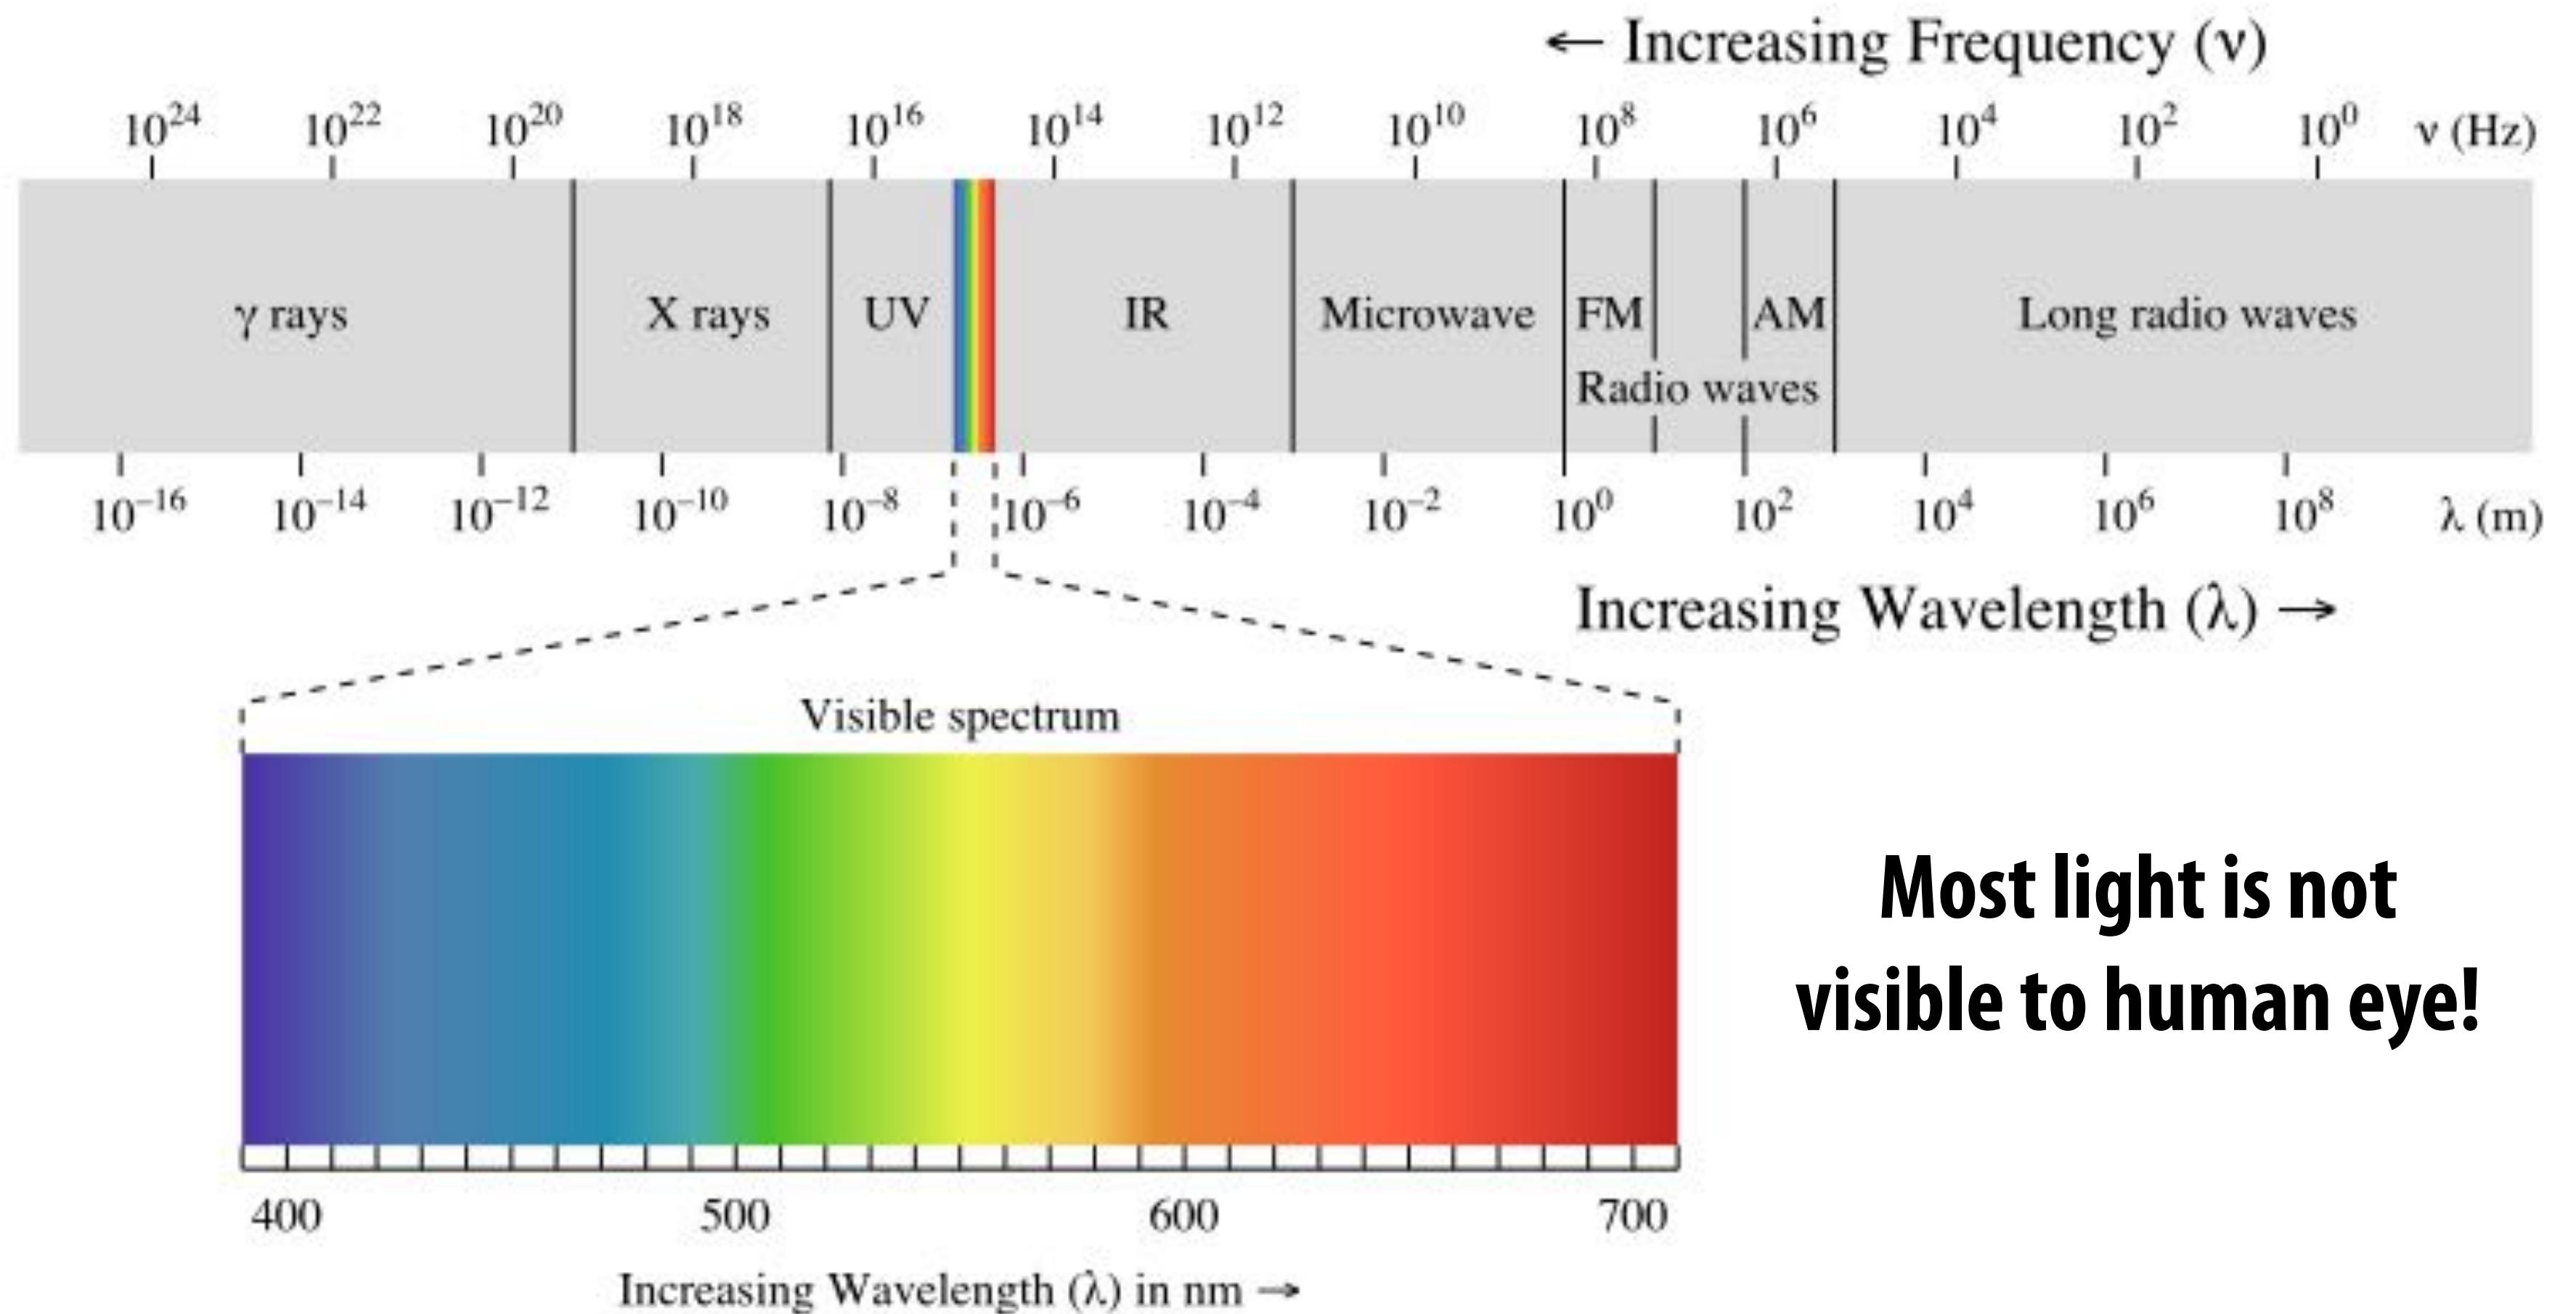 ← Increasing Frequency (ν)
10²⁴ 10²² 10²⁰ 10¹⁸ 10¹⁶ 10¹⁴ 10¹² 10¹⁰ 10⁸ 10⁶ 10⁴ 10² 10⁰ ν (Hz)
γ rays X rays UV IR Microwave FM AM Long radio waves
Radio waves
10⁻¹⁶ 10⁻¹⁴ 10⁻¹² 10⁻¹⁰ 10⁻⁸ 10⁻⁶ 10⁻⁴ 10⁻² 10⁰ 10² 10⁴ 10⁶ 10⁸ λ (m)
Increasing Wavelength (λ) →
Visible spectrum
Most light is not
visible to human eye!
400 500 600 700
Increasing Wavelength (λ) in nm →